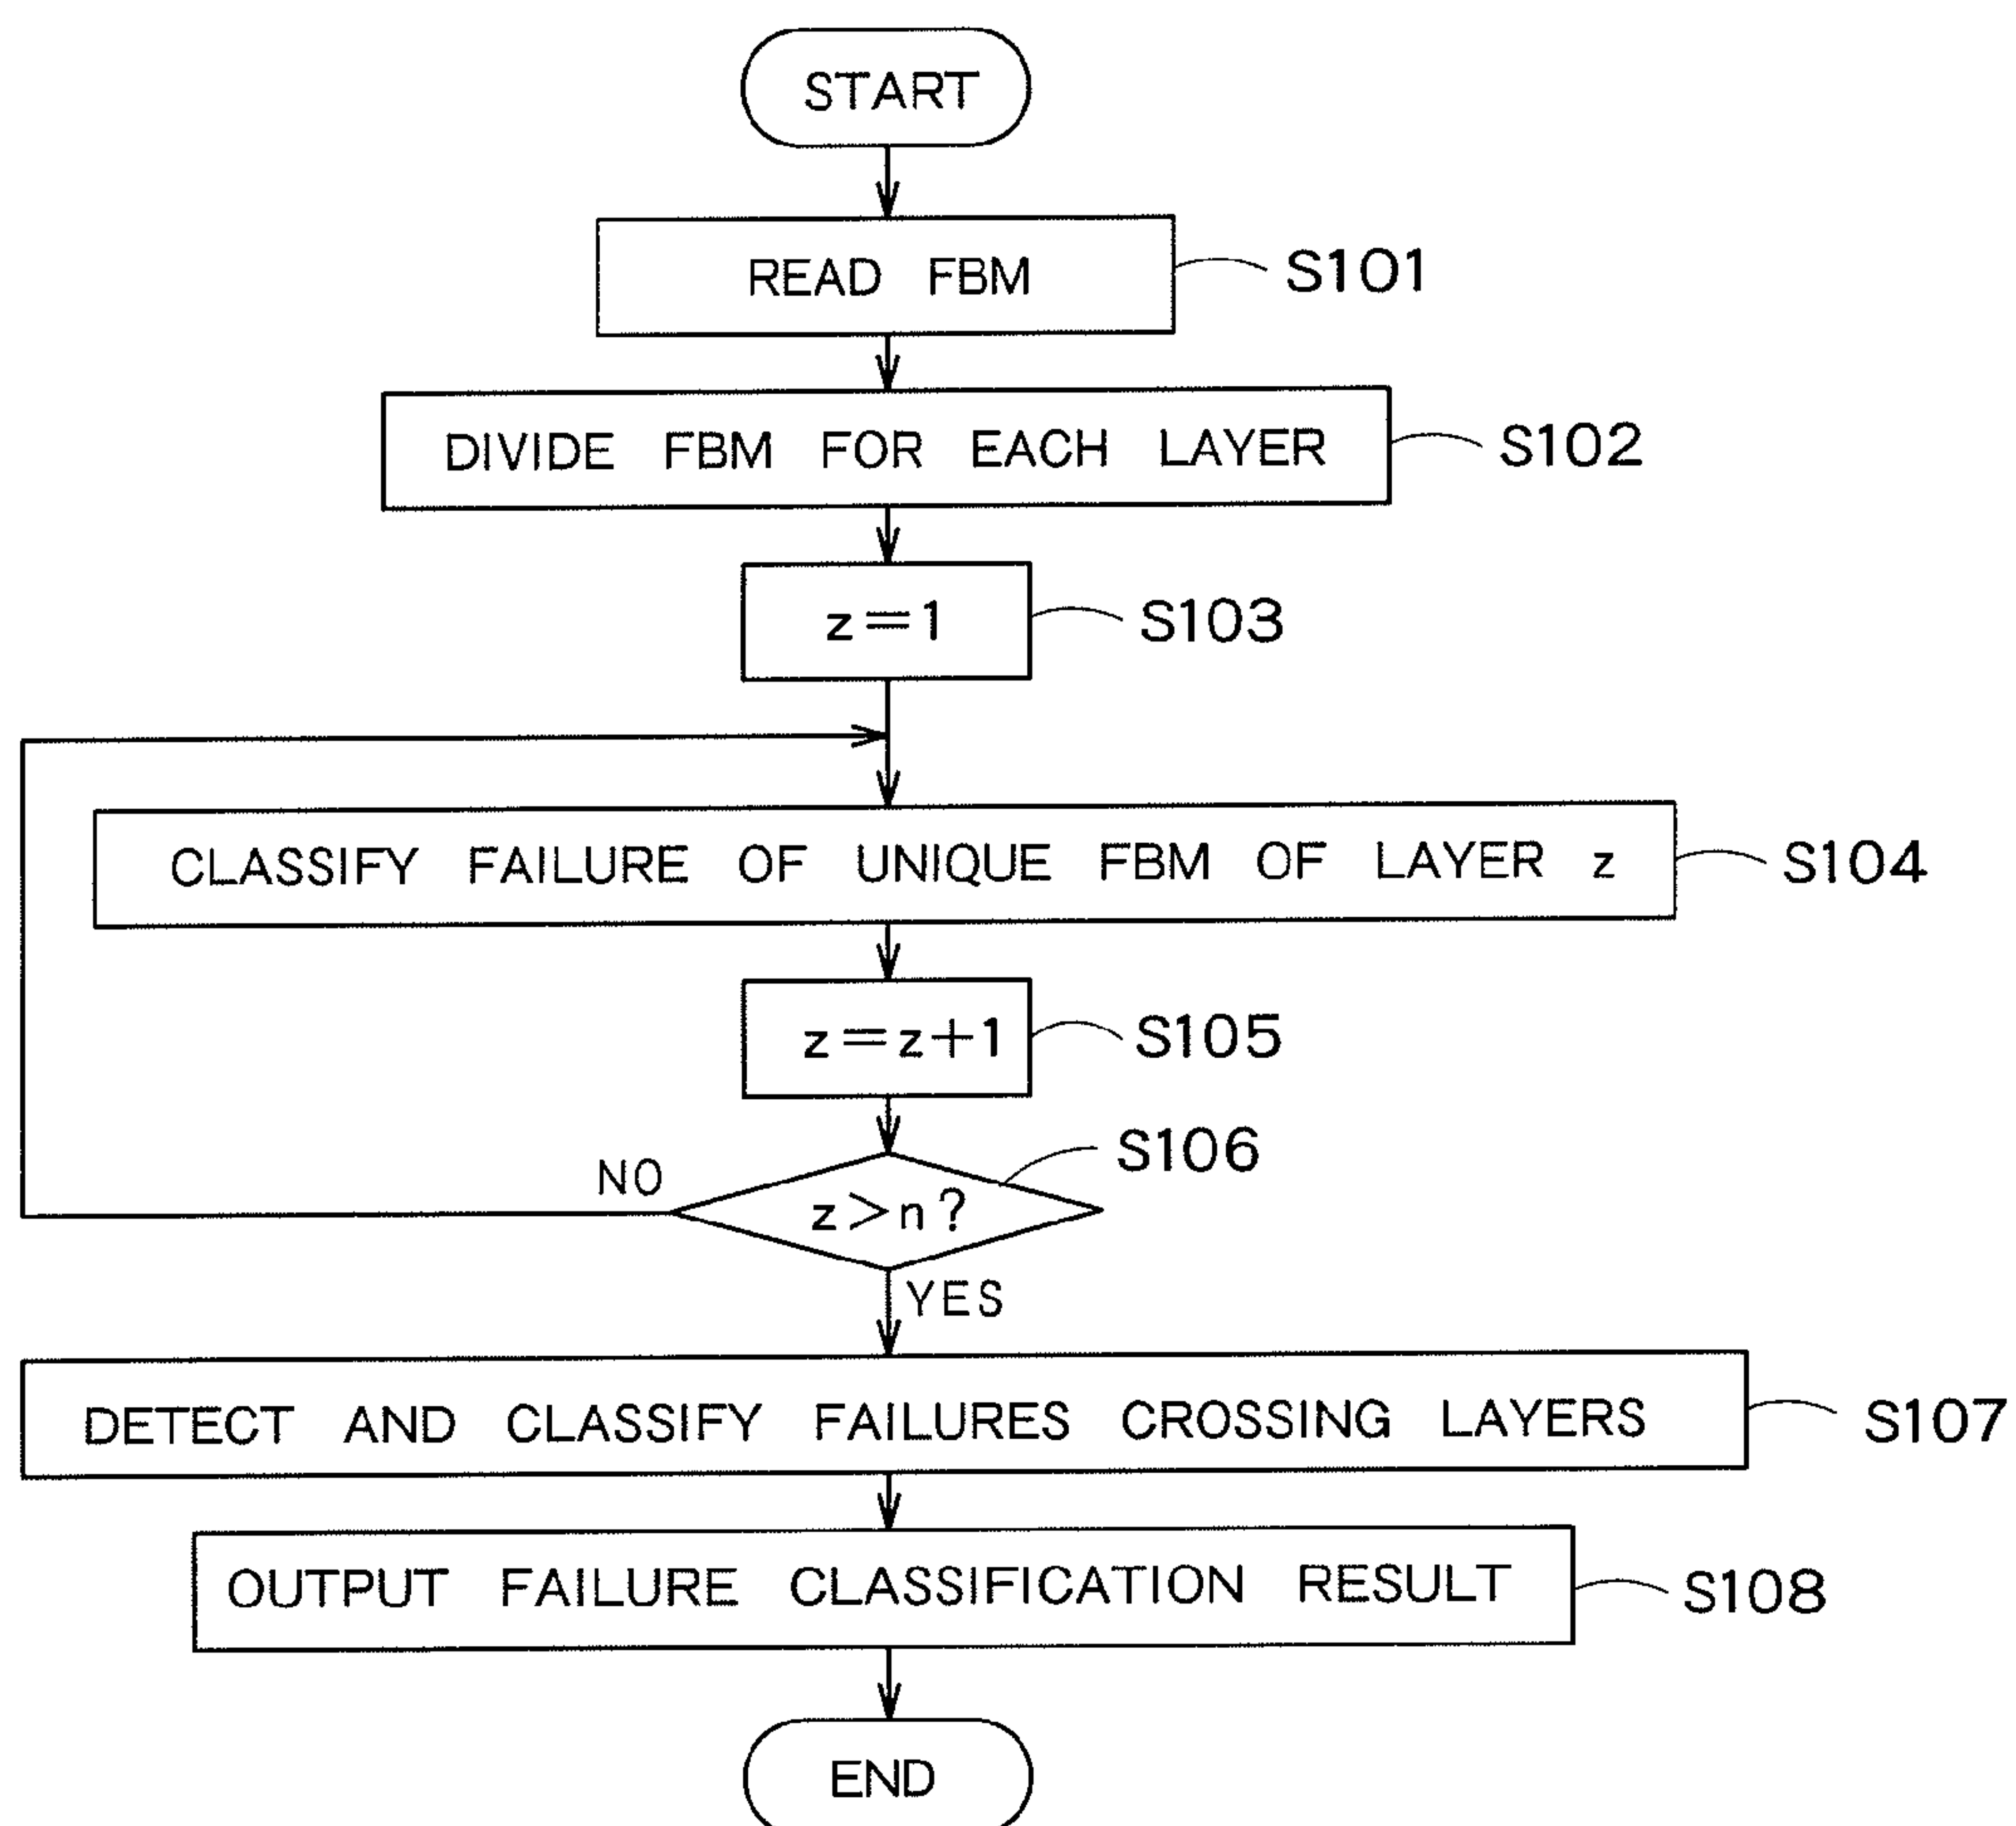 START
READ FBM
S101
DIVIDE FBM FOR EACH LAYER
S102
z=1
S103
CLASSIFY FAILURE OF UNIQUE FBM OF LAYER z
S104
z=z+1
S105
S106
NO
z>n?
YES
DETECT AND CLASSIFY FAILURES CROSSING LAYERS
S107
OUTPUT FAILURE CLASSIFICATION RESULT
S108
END